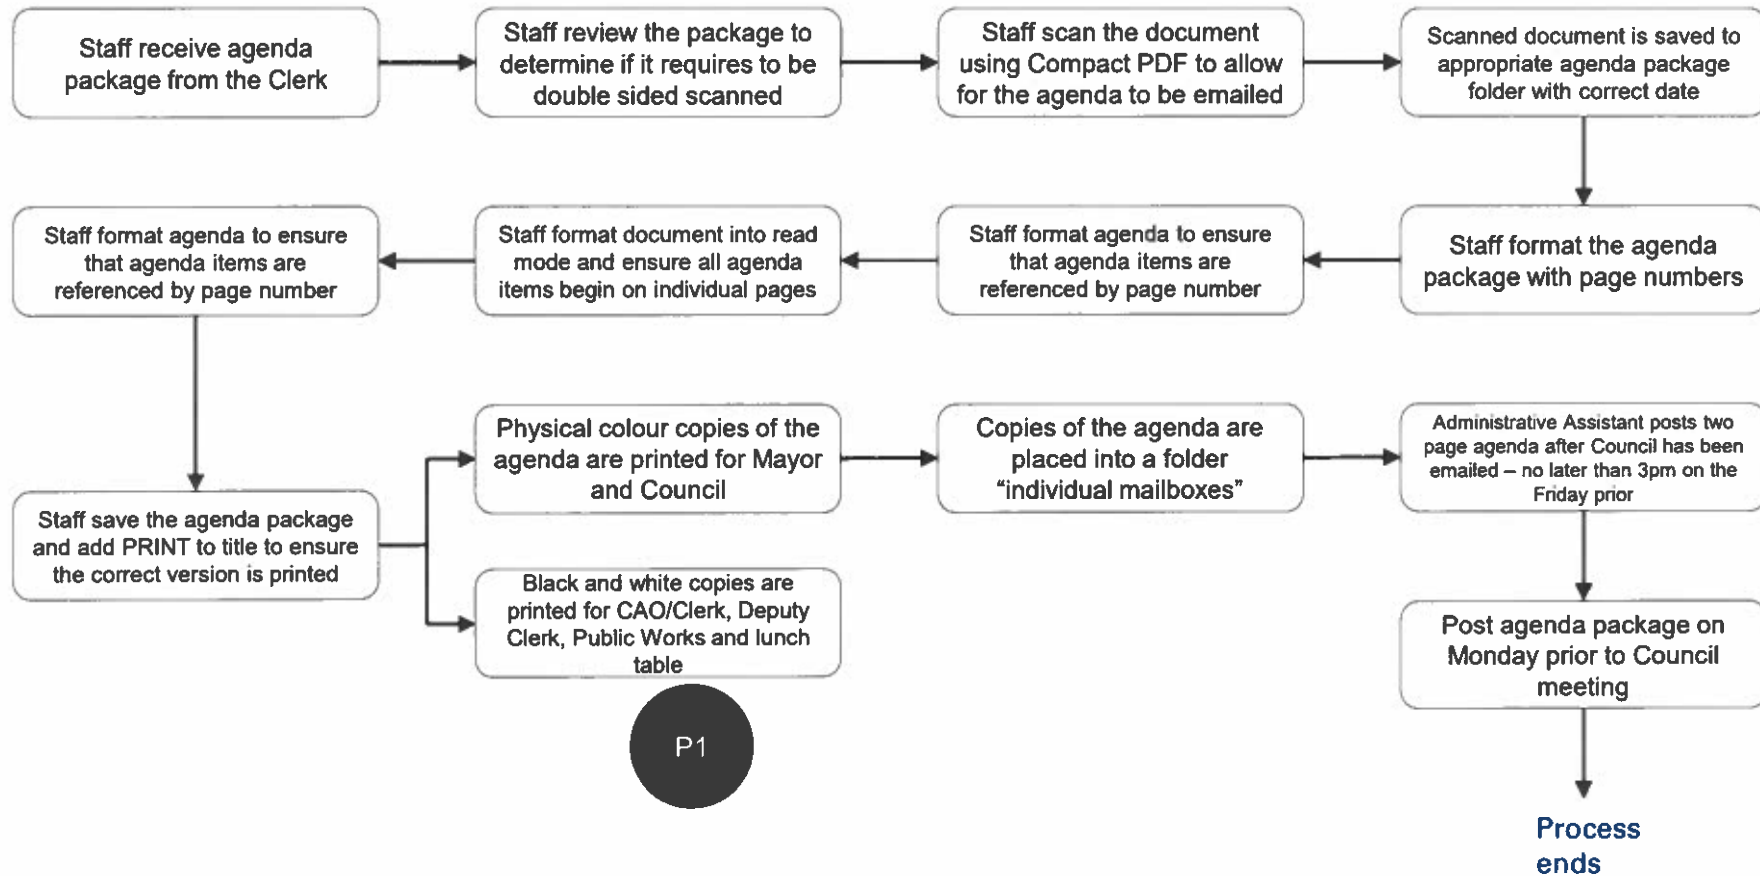 Staff receive agenda
package from the Clerk
Staff review the package to
determine if it requires to be
double sided scanned
Staff scan the document
using Compact PDF to allow
for the agenda to be emailed
Scanned document is saved to
appropriate agenda package
folder with correct date
Staff format the agenda
package with page numbers
Staff format agenda to ensure
that agenda items are
referenced by page number
Staff format document into read
mode and ensure all agenda
items begin on individual pages
Staff format agenda to ensure
that agenda items are
referenced by page number
Staff save the agenda package
and add PRINT to title to ensure
the correct version is printed
Physical colour copies of the
agenda are printed for Mayor
and Council
Black and white copies are
printed for CAO/Clerk, Deputy
Clerk, Public Works and lunch
table
P1
Copies of the agenda are
placed into a folder
“individual mailboxes”
Administrative Assistant posts two
page agenda after Council has been
emailed – no later than 3pm on the
Friday prior
Post agenda package on
Monday prior to Council
meeting
Process
ends